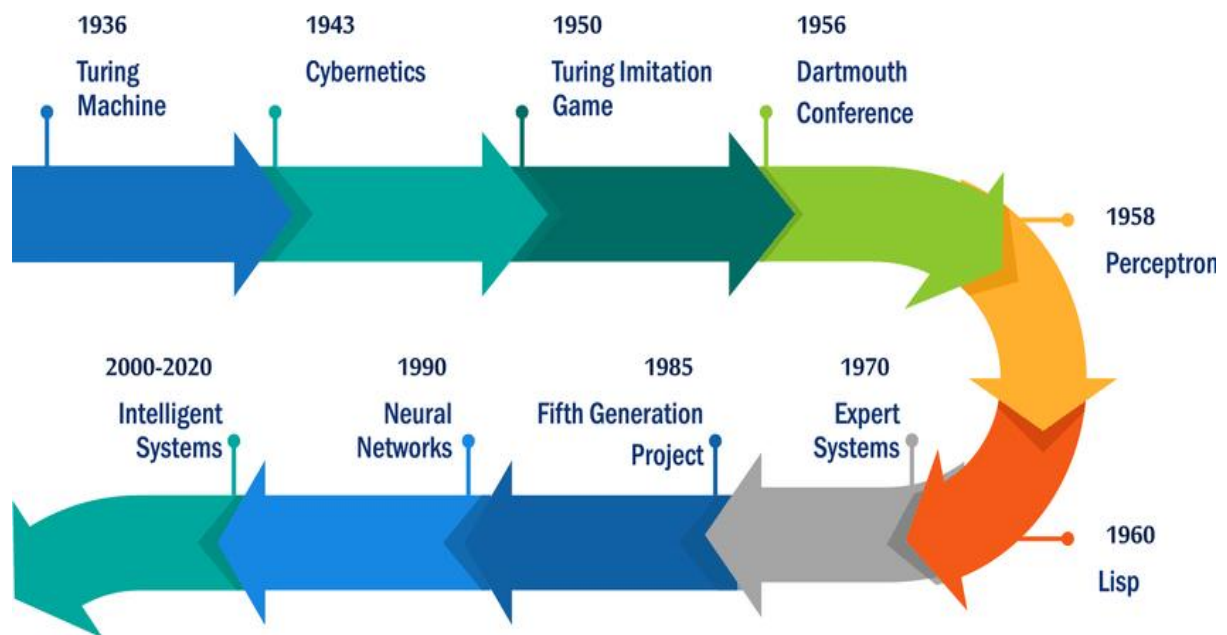 1936
Turing
Machine
1943
Cybernetics
1950
Turing Imitation
Game
1956
Dartmouth
Conference
1958
Perceptron
1960
Lisp
1970
Expert
Systems
1985
Fifth Generation
Project
1990
Neural
Networks
2000-2020
Intelligent
Systems